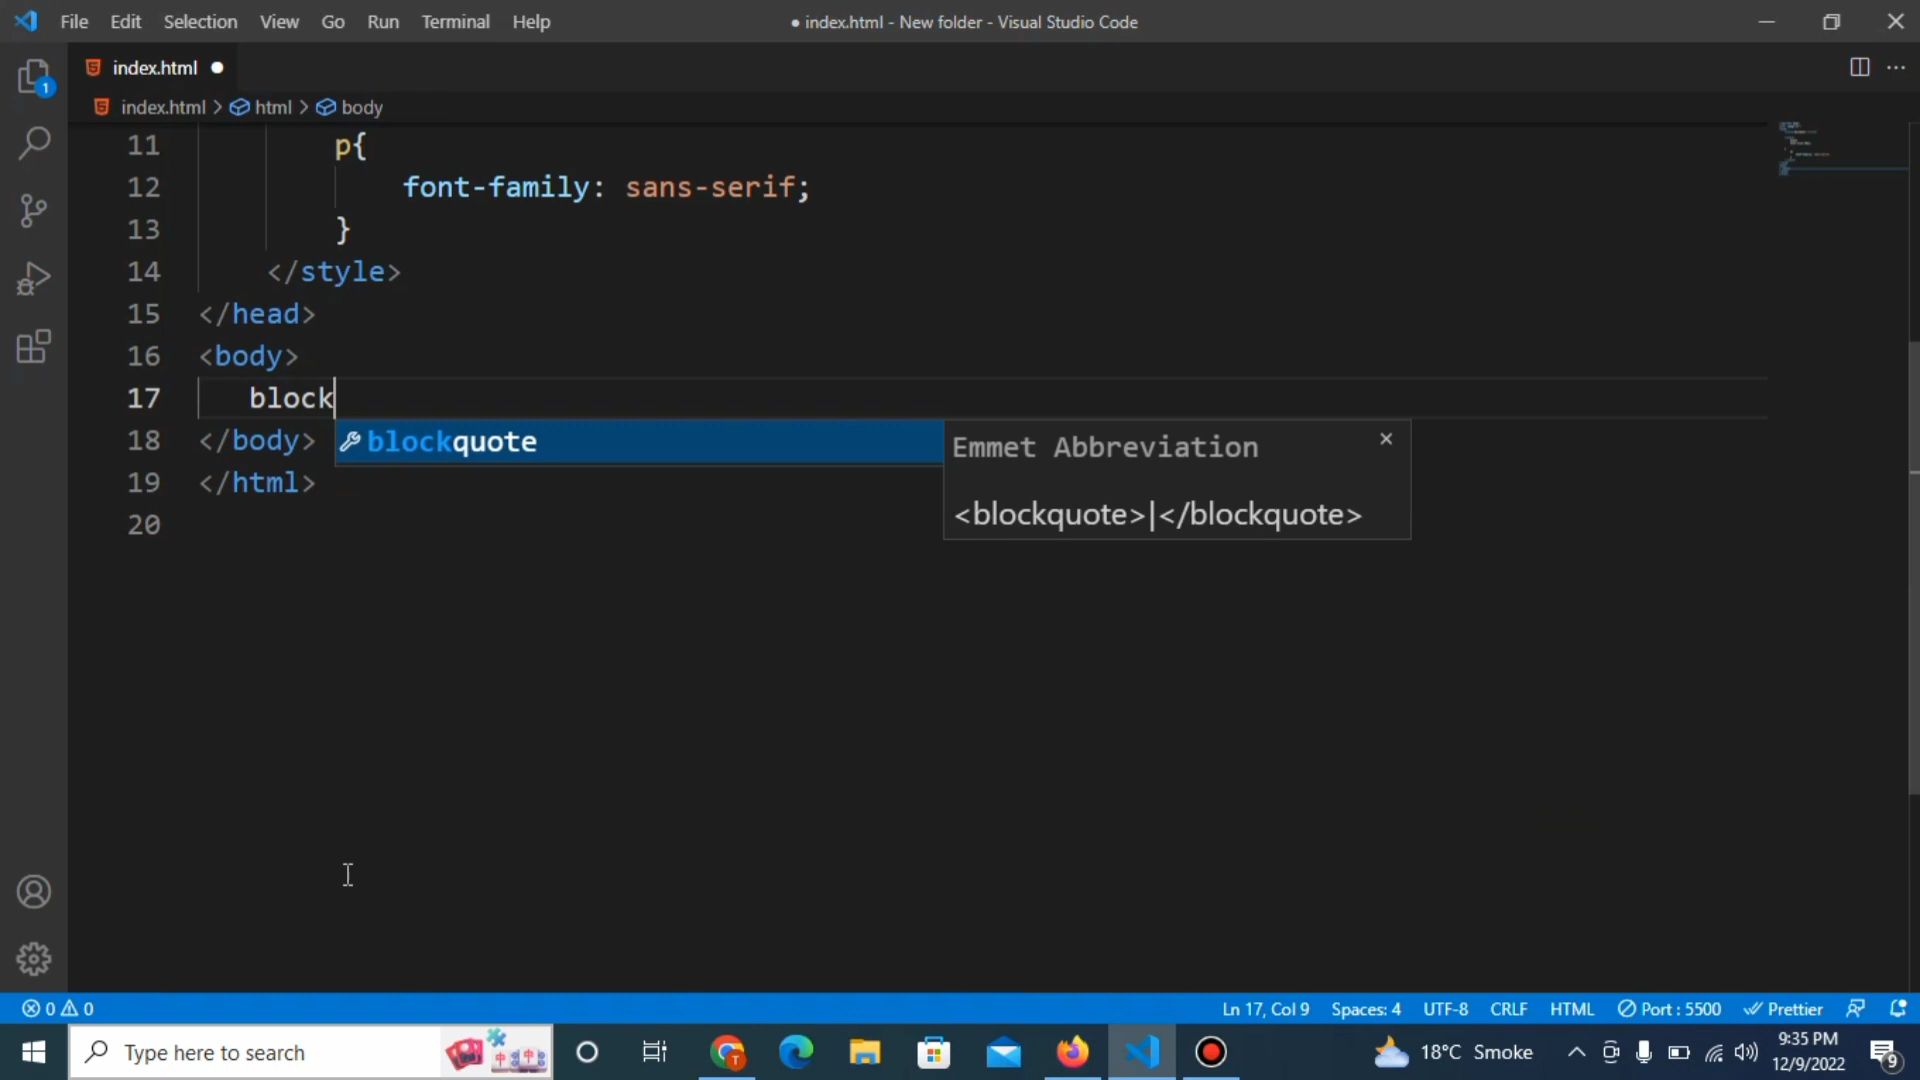 File Edit Selection View Go Run Terminal Help
● index.html - New folder - Visual Studio Code
1
index.html ●
index.html > html > body
11 p{
12 font-family: sans-serif;
13 }
14 </style>
15 </head>
16 <body>
17 block
18 </body>
19 </html>
20
blockquote
Emmet Abbreviation ×
<blockquote>|</blockquote>
0 0
Ln 17, Col 9 Spaces: 4 UTF-8 CRLF HTML Port : 5500 Prettier
Type here to search
T
18°C Smoke
9:35 PM
12/9/2022
9